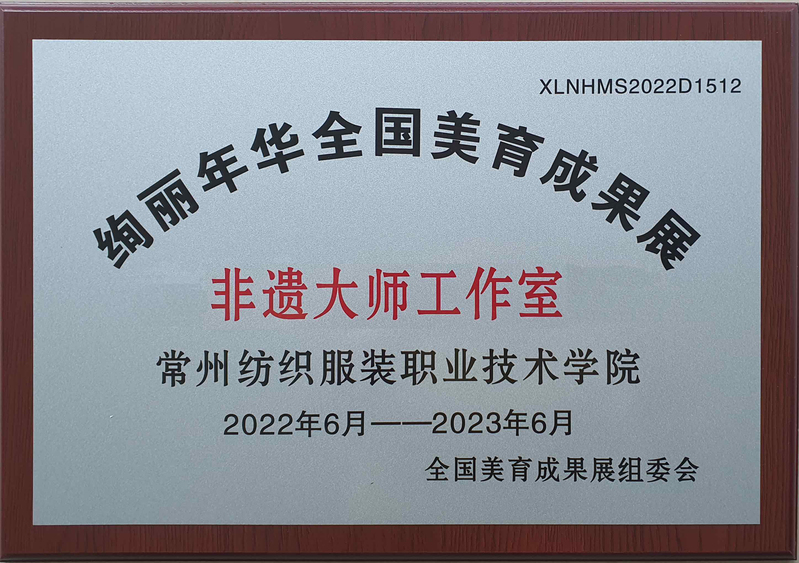 XLNHMS2022D1512
绚丽年华全国美育成果展
非遗大师工作室
常州纺织服装职业技术学院
2022年6月——2023年6月
全国美育成果展组委会